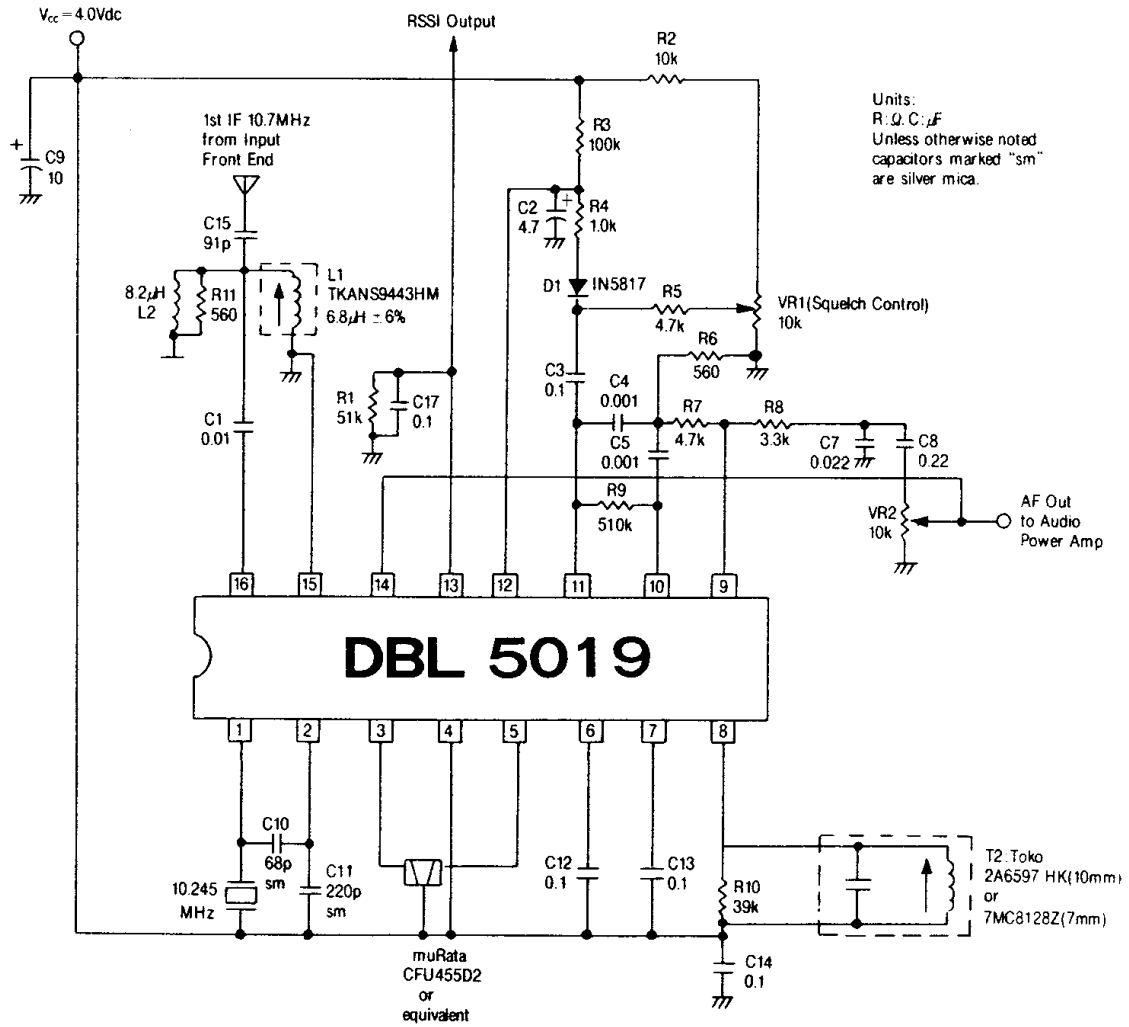 Vcc=4.0Vdc
RSSI Output
R2
10k
Units:
R:Ω. C:μF
Unless otherwise noted
capacitors marked "sm"
are silver mica.
+
C9
10
1st IF 10.7MHz
from Input
Front End
R3
100k
C2
4.7
+
R4
1.0k
C15
91p
L1
TKANS9443HM
6.8μH ±6%
8.2μH
L2
R11
560
D1
IN5817
R5
4.7k
VR1(Squelch Control)
10k
R6
560
C3
0.1
C4
0.001
R1
51k
C17
0.1
C1
0.01
R7
4.7k
R8
3.3k
C5
0.001
C7
0.022
C8
0.22
R9
510k
VR2
10k
AF Out
to Audio
Power Amp
16
15
14
13
12
11
10
9
DBL 5019
1
2
3
4
5
6
7
8
C10
68p
sm
C11
220p
sm
10.245
MHz
C12
0.1
C13
0.1
R10
39k
T2:Toko
2A6597 HK(10mm)
or
7MC8128Z(7mm)
muRata
CFU455D2
or
equivalent
C14
0.1